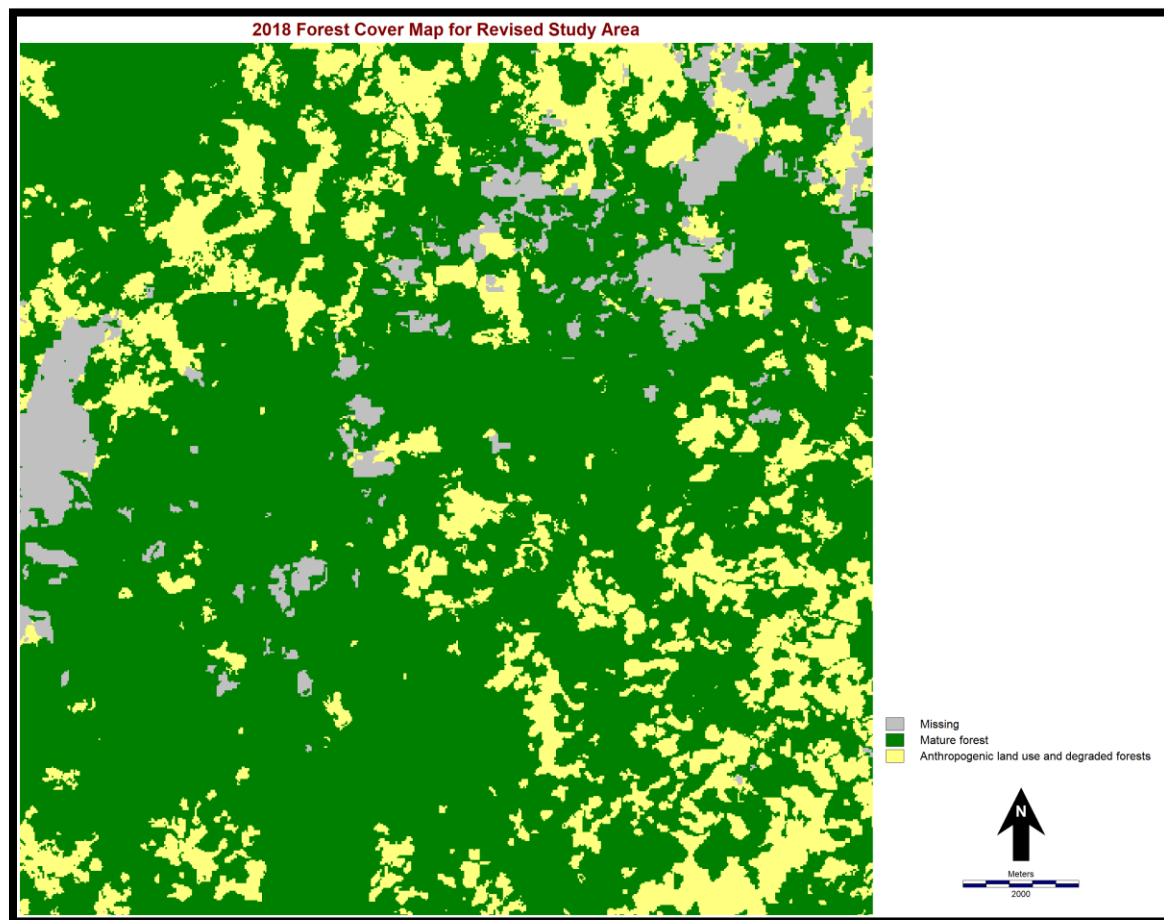 2018 Forest Cover Map for Revised Study Area
Missing
Mature forest
Anthropogenic land use and degraded forests
N
Meters
2000